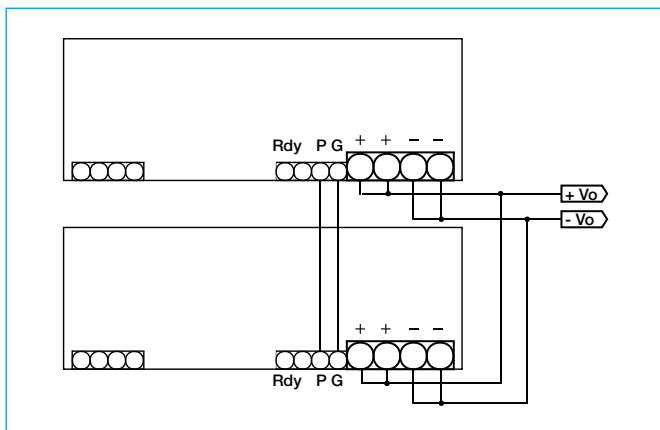 Rdy P G + + − −
+ Vo
- Vo
+ + − −
Rdy P G